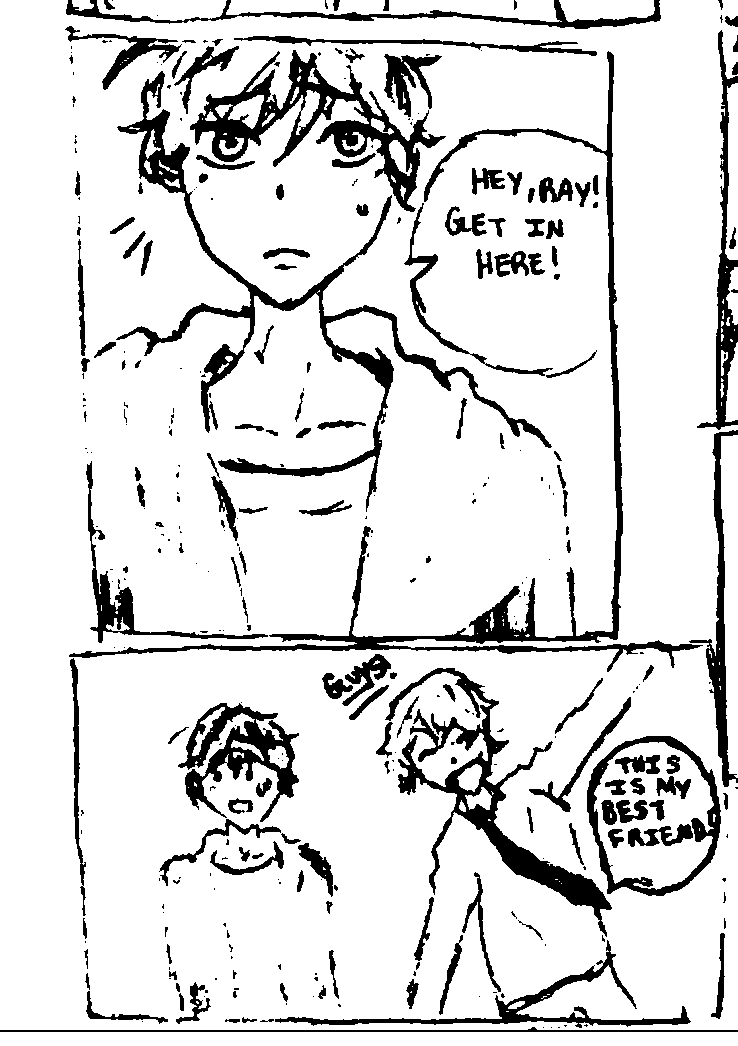 HEY, RAY!
GET IN
HERE!
GUYS!
THIS
IS MY
BEST
FRIEND!